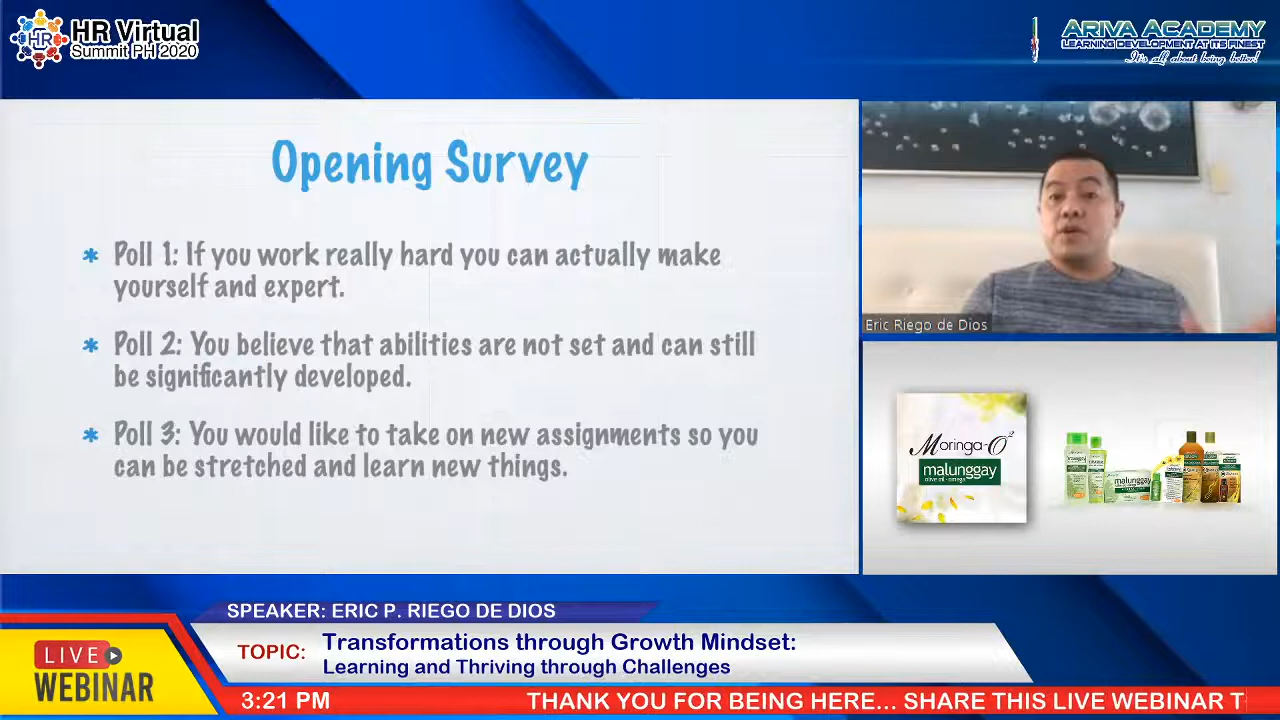 HR Virtual
Summit PH 2020
HR
ARIVA ACADEMY
LEARNING DEVELOPMENT AT ITS FINEST
It's all about being better!
Opening Survey
* Poll 1: If you work really hard you can actually make
yourself and expert.
* Poll 2: You believe that abilities are not set and can still
be significantly developed.
* Poll 3: You would like to take on new assignments so you
can be stretched and learn new things.
Eric Riego de Dios
Moringa-O²
malunggay
olive oil • omega
malunggay
SPEAKER: ERIC P. RIEGO DE DIOS
TOPIC:
Transformations through Growth Mindset:
Learning and Thriving through Challenges
LIVE
WEBINAR
3:21 PM
THANK YOU FOR BEING HERE... SHARE THIS LIVE WEBINAR T